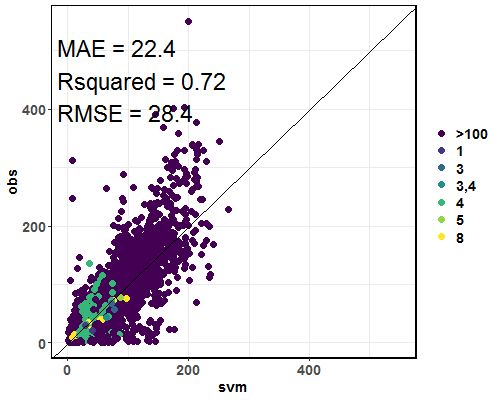 MAE = 22.4
Rsquared = 0.72
RMSE = 28.4
400
200
0
obs
0 200 400
svm
>100
1
3
3,4
4
5
8